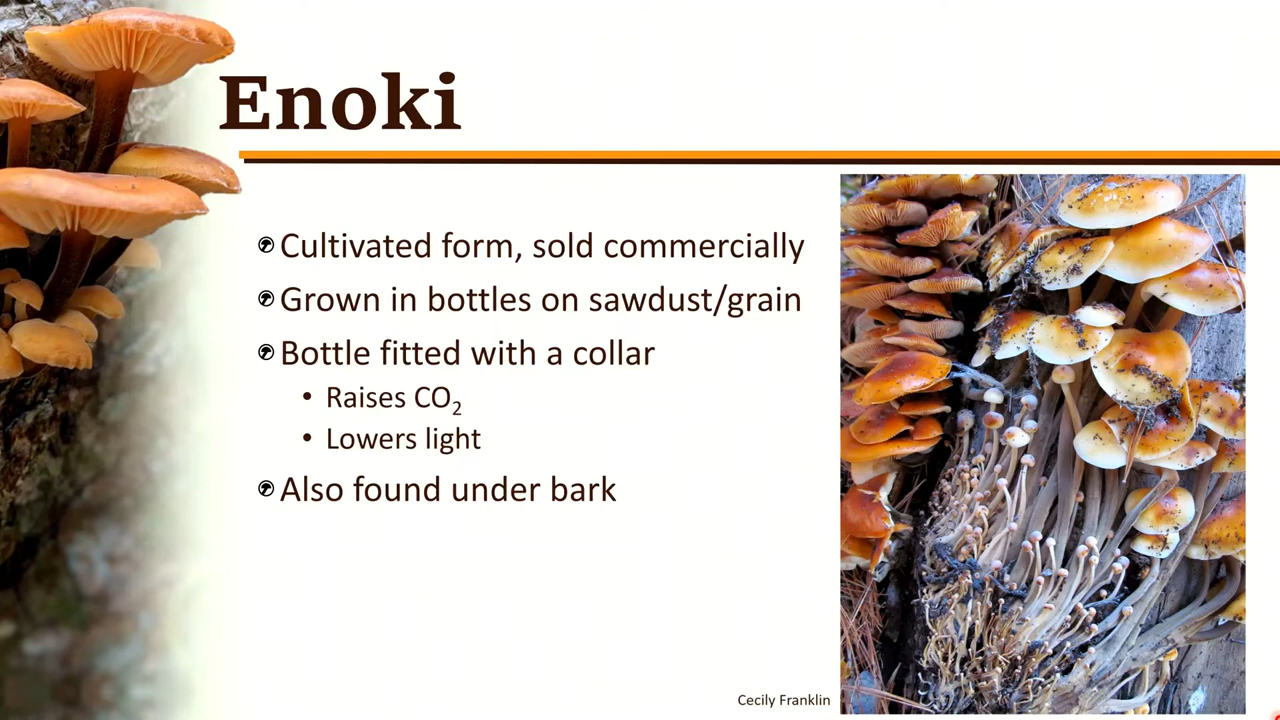 Enoki
Cultivated form, sold commercially
Grown in bottles on sawdust/grain
Bottle fitted with a collar
• Raises CO₂
• Lowers light
Also found under bark
Cecily Franklin